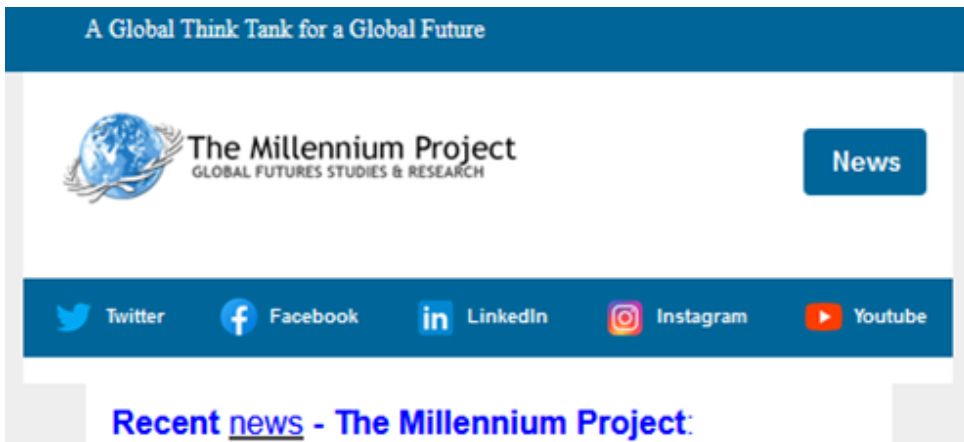 A Global Think Tank for a Global Future
The Millennium Project
GLOBAL FUTURES STUDIES & RESEARCH
News
Twitter Facebook LinkedIn Instagram Youtube
Recent news - The Millennium Project: